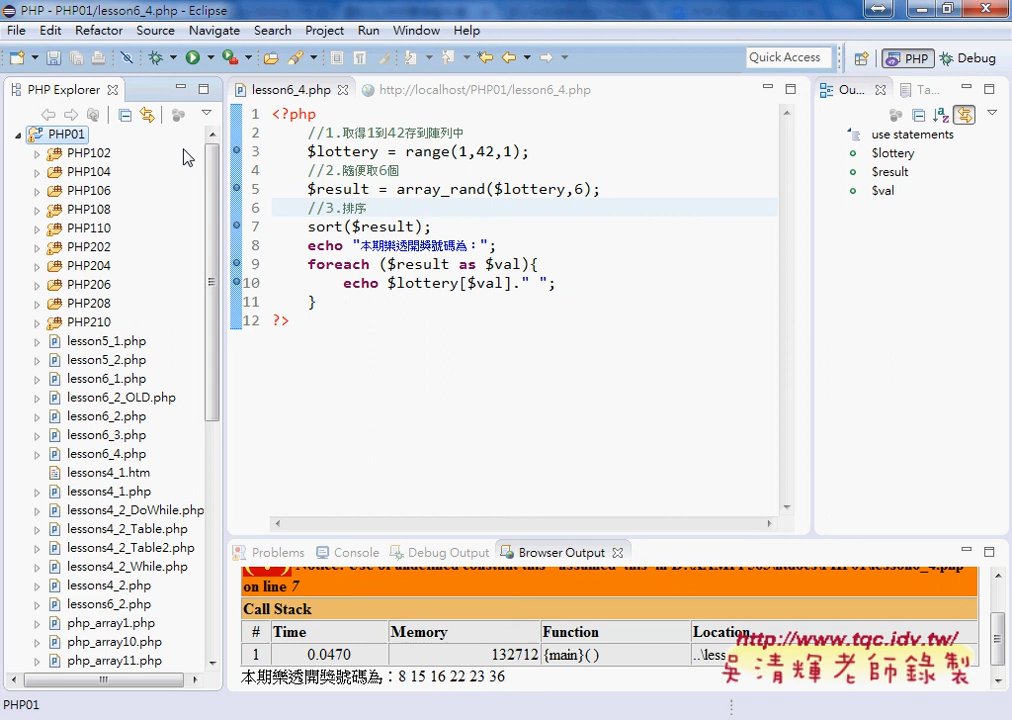 PHP - PHP01/lesson6_4.php - Eclipse
File Edit Refactor Source Navigate Search Project Run Window Help
Quick Access
PHP
Debug
PHP Explorer
lesson6_4.php
http://localhost/PHP01/lesson6_4.php
Ou...
Ta...
PHP01
PHP102
PHP104
PHP106
PHP108
PHP110
PHP202
PHP204
PHP206
PHP208
PHP210
lesson5_1.php
lesson5_2.php
lesson6_1.php
lesson6_2_OLD.php
lesson6_2.php
lesson6_3.php
lesson6_4.php
lessons4_1.htm
lessons4_1.php
lessons4_2_DoWhile.php
lessons4_2_Table.php
lessons4_2_Table2.php
lessons4_2_While.php
lessons4_2.php
lessons6_2.php
php_array1.php
php_array10.php
php_array11.php
1 <?php
2 //1.取得1到42存到陣列中
3 $lottery = range(1,42,1);
4 //2.隨便取6個
5 $result = array_rand($lottery,6);
6 //3.排序
7 sort($result);
8 echo "本期樂透開獎號碼為：";
9 foreach ($result as $val){
10 echo $lottery[$val]." ";
11 }
12 ?>
use statements
$lottery
$result
$val
Problems
Console
Debug Output
Browser Output
on line 7
Call Stack
# Time Memory Function Location
1 0.0470 132712 {main}( ) ..\less
本期樂透開獎號碼為：8 15 16 22 23 36
http://www.tqc.idv.tw/
吳清輝老師錄製
PHP01